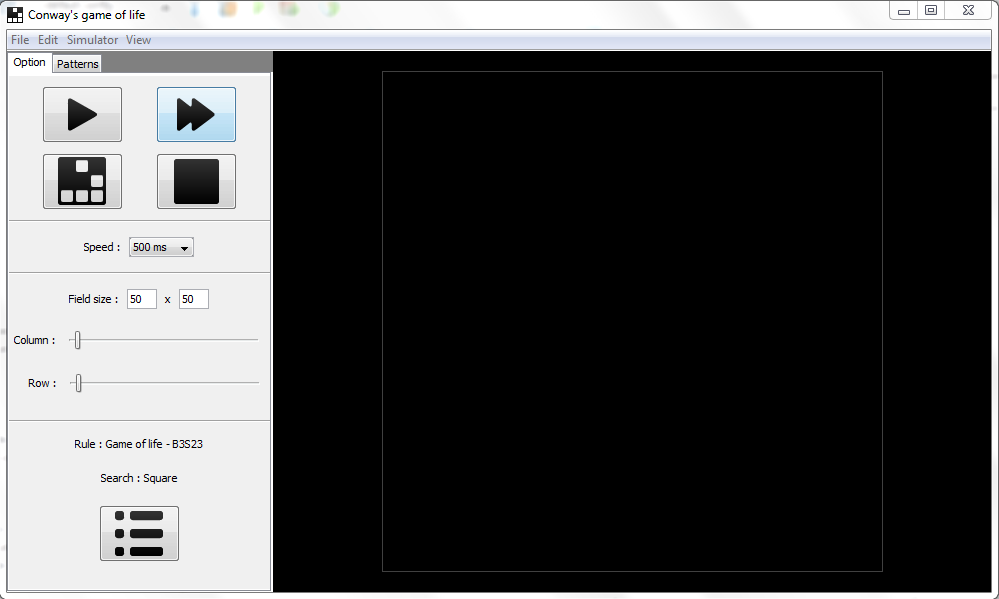 Conway's game of life
File Edit Simulator View
Option Patterns
Speed : 500 ms
Field size : 50 x 50
Column :
Row :
Rule : Game of life - B3S23
Search : Square